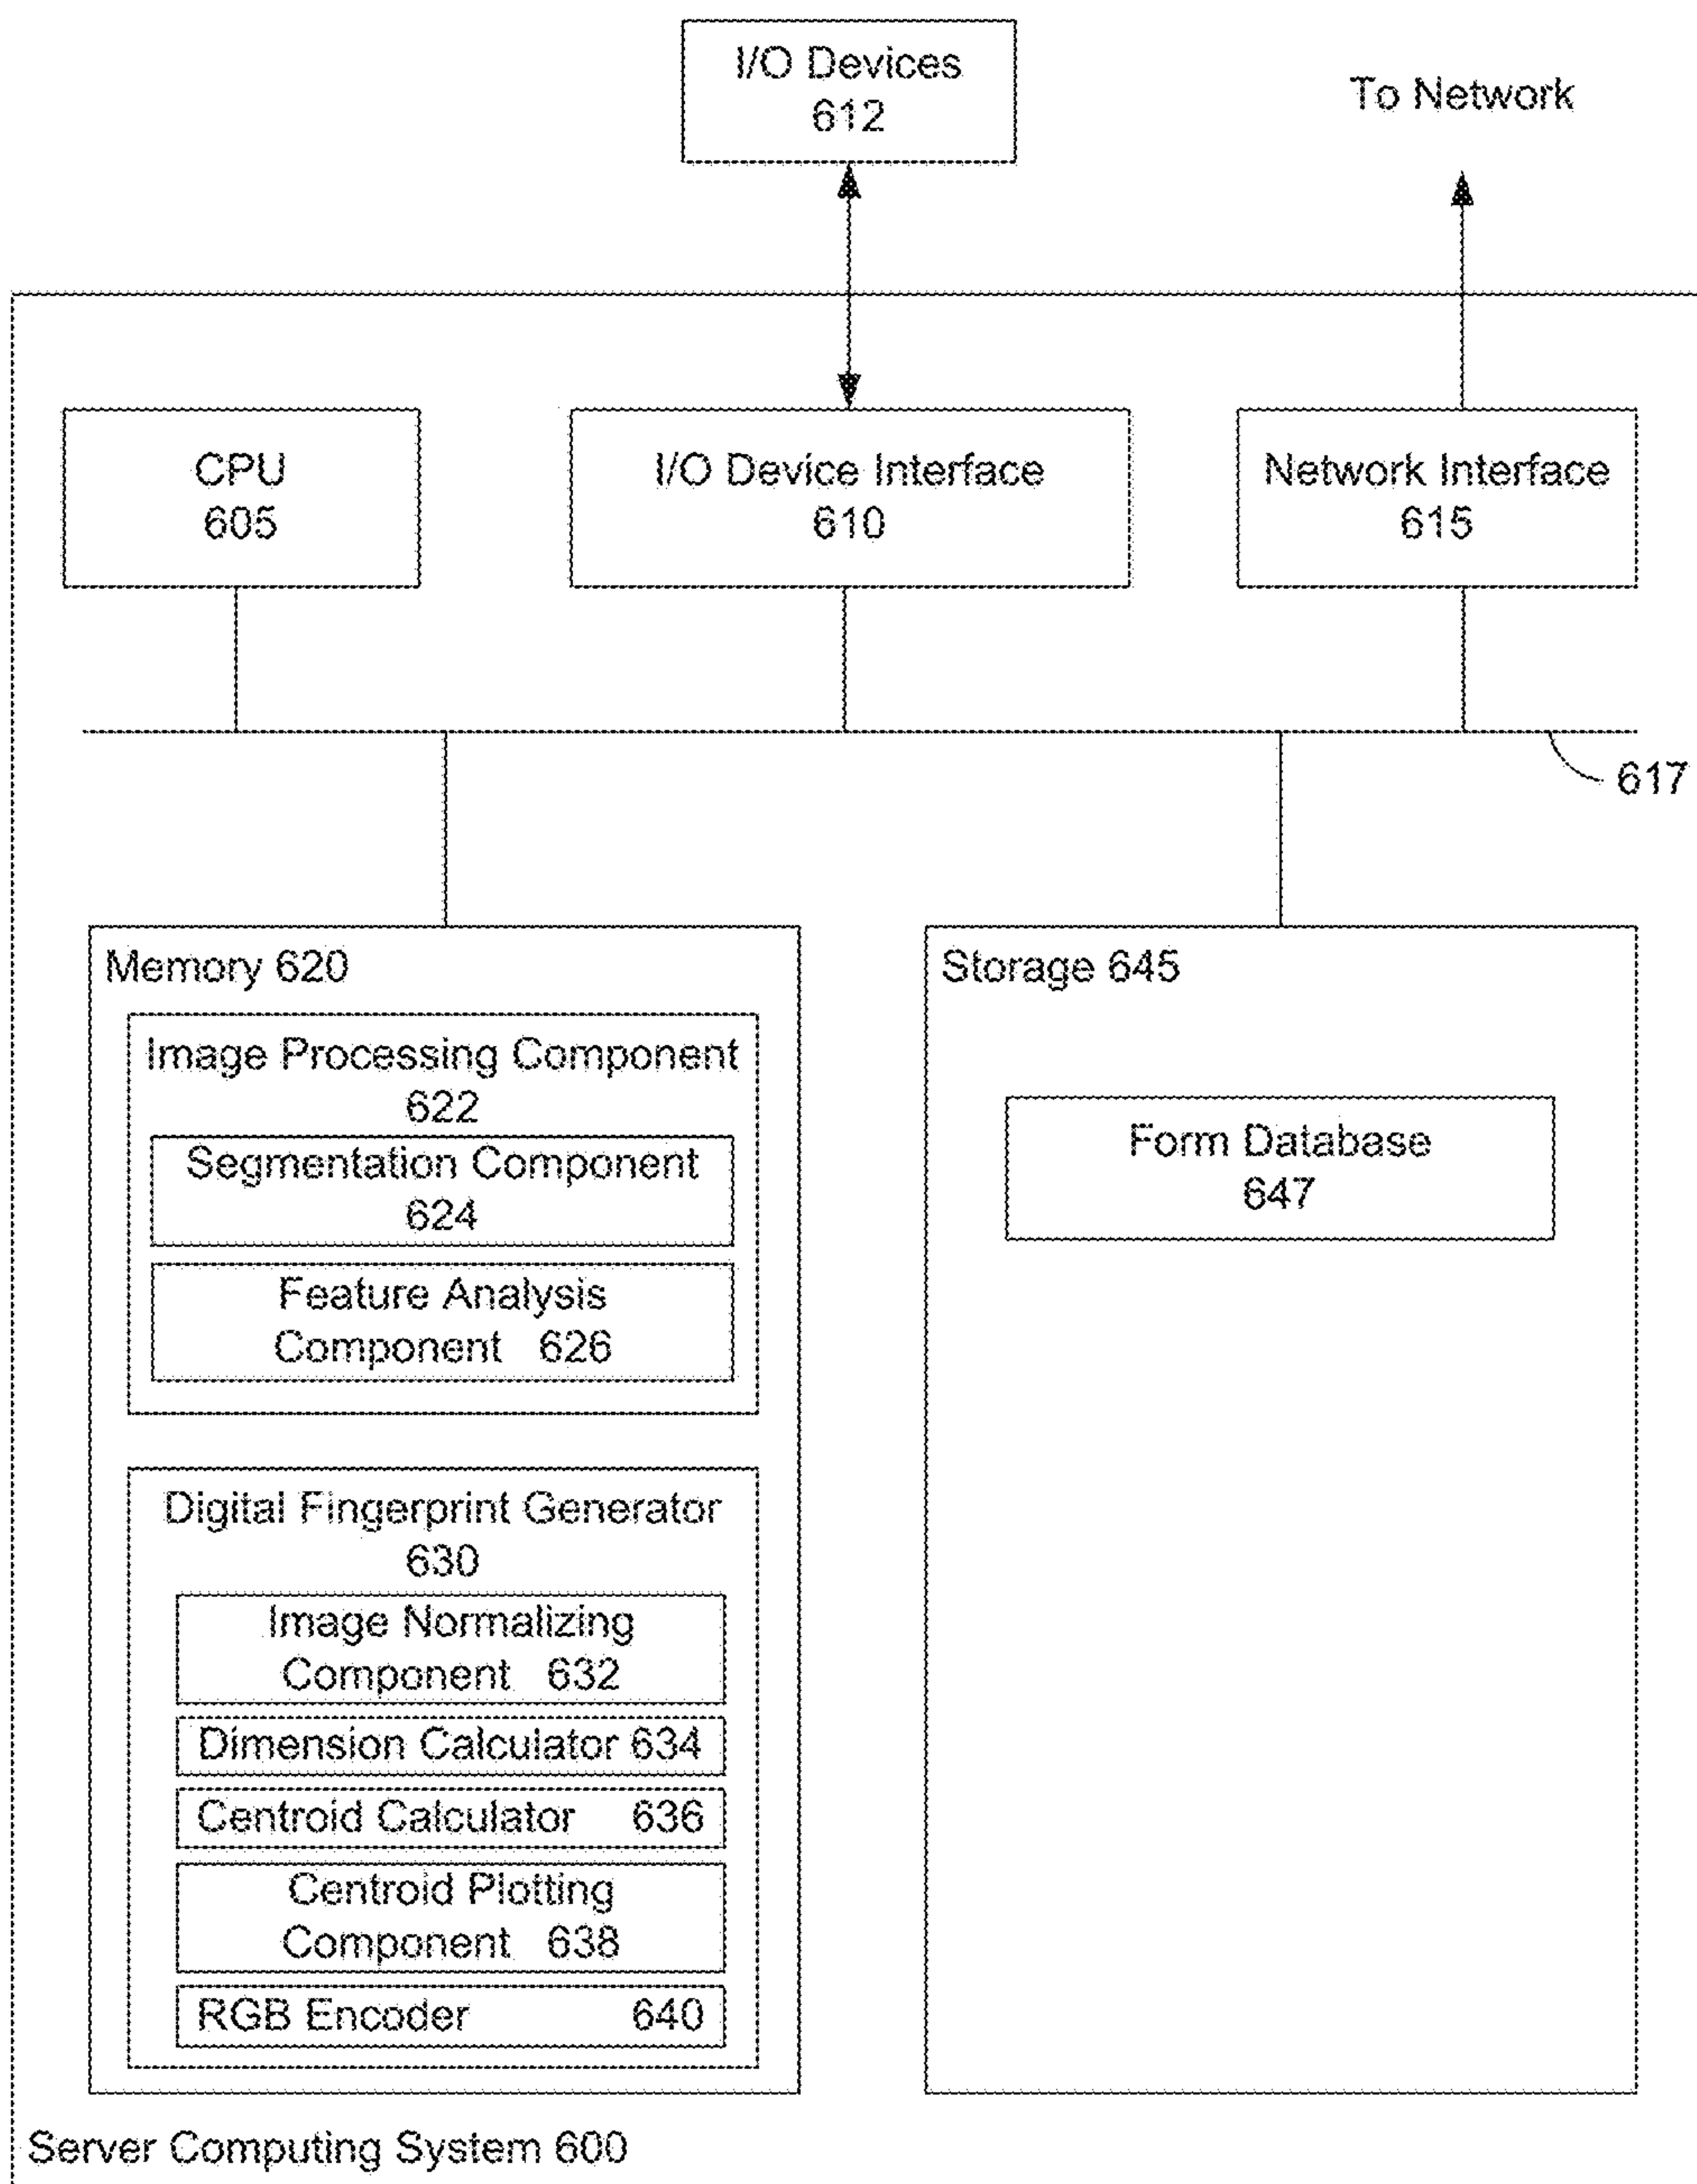 I/O Devices
612
To Network
CPU
605
I/O Device Interface
610
Network Interface
615
617
Memory 620
Image Processing Component
622
Segmentation Component
624
Feature Analysis
Component 626
Digital Fingerprint Generator
630
Image Normalizing
Component 632
Dimension Calculator 634
Centroid Calculator 636
Centroid Plotting
Component 638
RGB Encoder 640
Storage 645
Form Database
647
Server Computing System 600